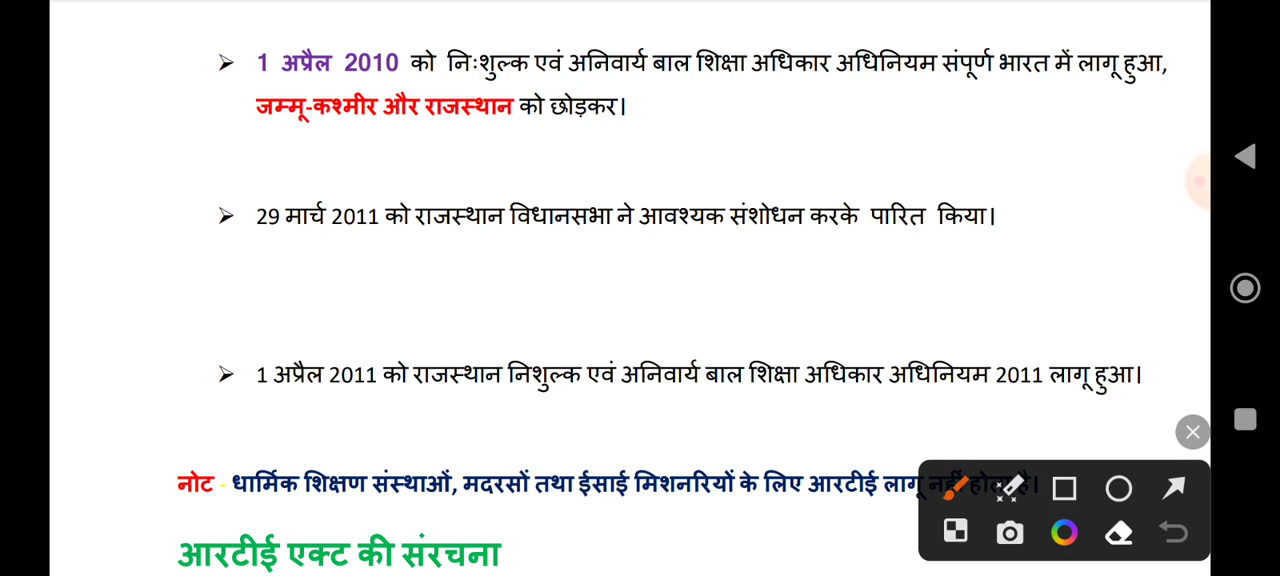 ➢ 1 अप्रैल 2010 को निःशुल्क एवं अनिवार्य बाल शिक्षा अधिकार अधिनियम संपूर्ण भारत में लागू हुआ,
जम्मू-कश्मीर और राजस्थान को छोड़कर।
➢ 29 मार्च 2011 को राजस्थान विधानसभा ने आवश्यक संशोधन करके पारित किया।
➢ 1 अप्रैल 2011 को राजस्थान निशुल्क एवं अनिवार्य बाल शिक्षा अधिकार अधिनियम 2011 लागू हुआ।
नोट - धार्मिक शिक्षण संस्थाओं, मदरसों तथा ईसाई मिशनरियों के लिए आरटीई लागू नहीं होता है।
आरटीई एक्ट की संरचना